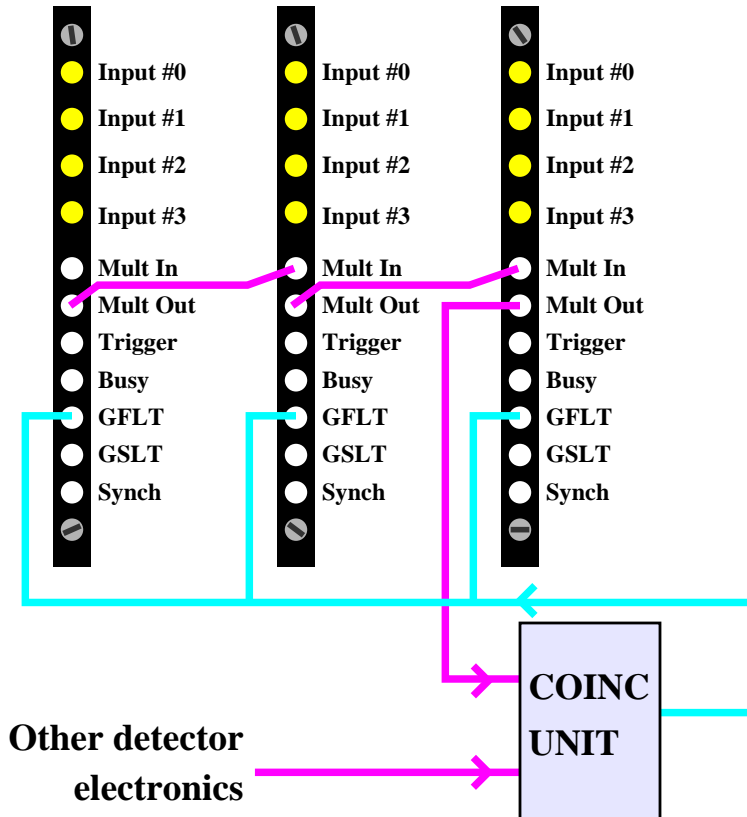 Input #0
Input #1
Input #2
Input #3
Mult In
Mult Out
Trigger
Busy
GFLT
GSLT
Synch
Input #0
Input #1
Input #2
Input #3
Mult In
Mult Out
Trigger
Busy
GFLT
GSLT
Synch
Input #0
Input #1
Input #2
Input #3
Mult In
Mult Out
Trigger
Busy
GFLT
GSLT
Synch
COINC
UNIT
Other detector
electronics